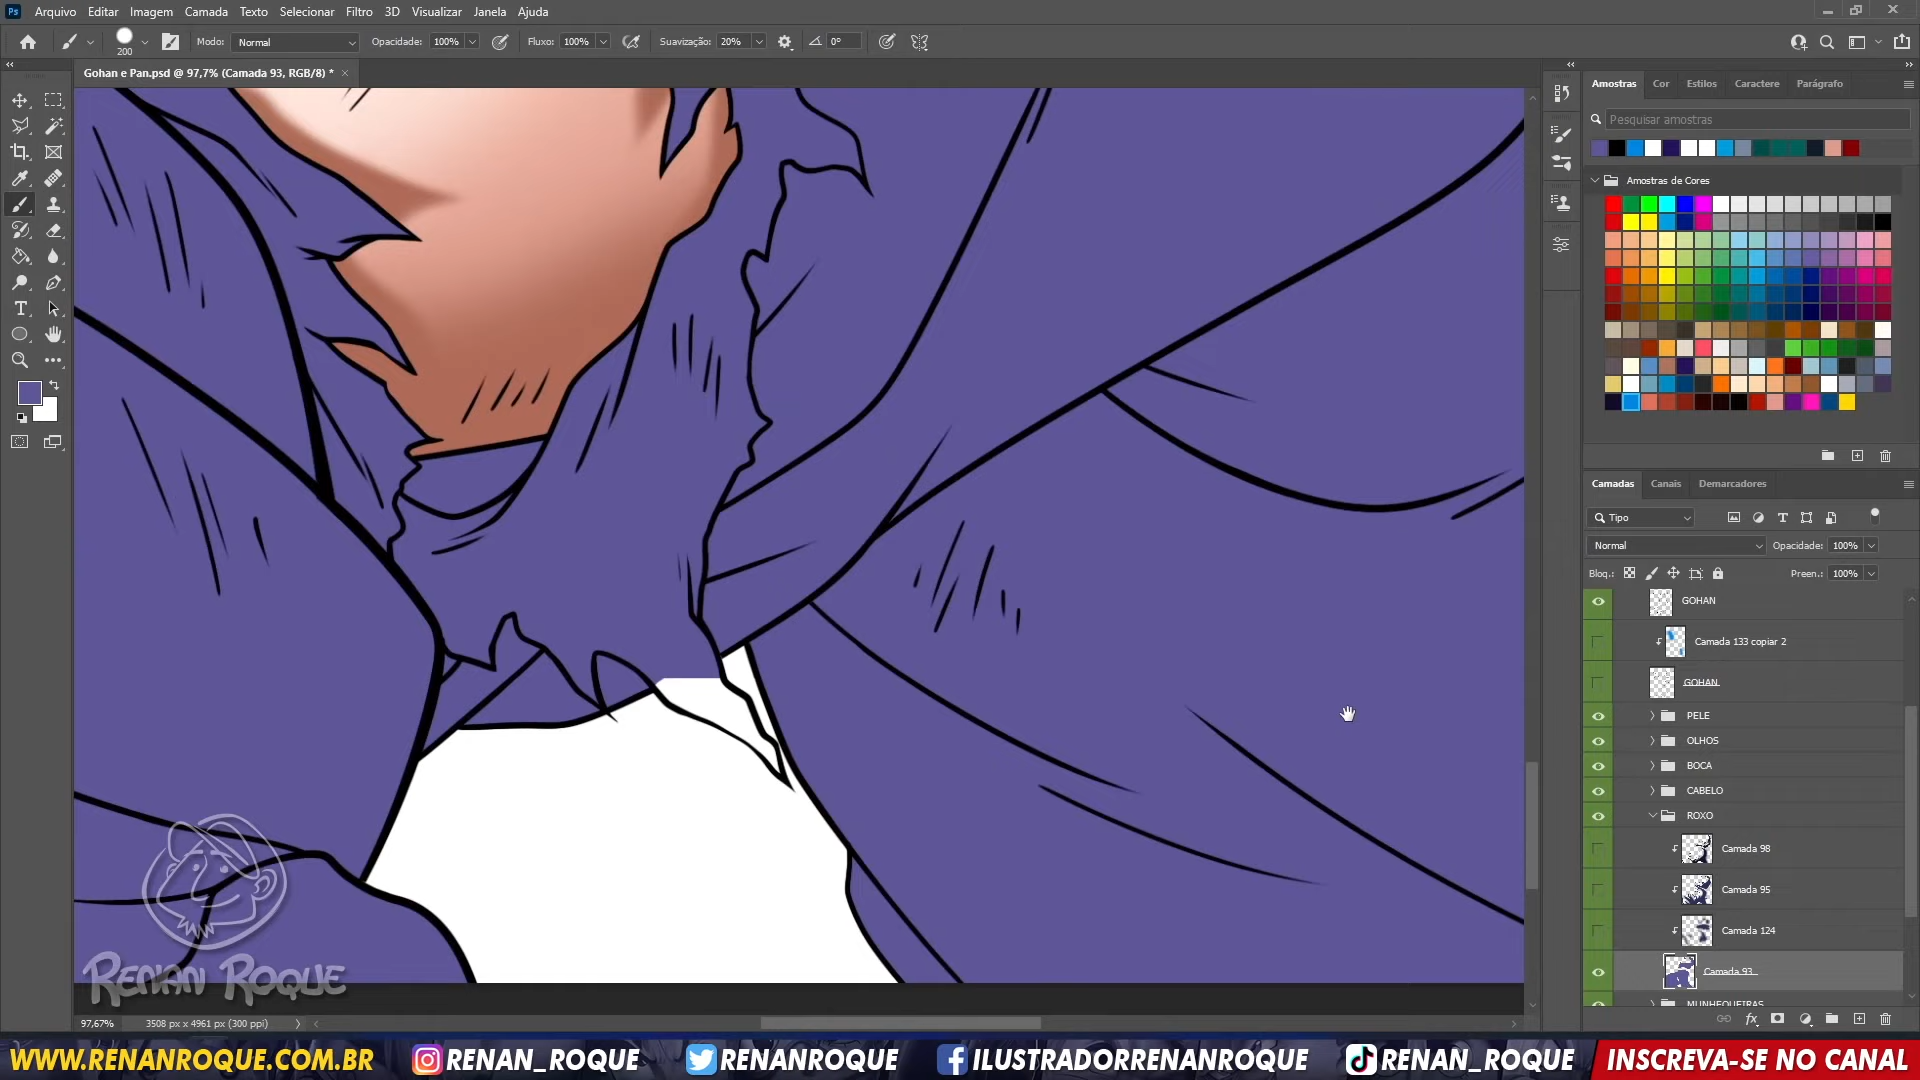 Ps Arquivo Editar Imagem Camada Texto Selecionar Filtro 3D Visualizar Janela Ajuda
200 Modo: Normal Opacidade: 100% Fluxo: 100% Suavização: 20% 0°
Gohan e Pan.psd @ 97,7% (Camada 93, RGB/8) * ×
Amostras Cor Estilos Caractere Parágrafo
Pesquisar amostras
Amostras de Cores
Camadas Canais Demarcadores
Tipo
Normal Opacidade: 100%
Bloq.: Preen.: 100%
GOHAN
Camada 133 copiar 2
GOHAN
PELE
OLHOS
BOCA
CABELO
ROXO
Camada 98
Camada 95
Camada 124
Camada 93
MUNHEQUEIRAS
RENAN ROQUE
97,67% 3508 px x 4961 px (300 ppi)
WWW.RENANROQUE.COM.BR RENAN_ROQUE RENANROQUE ILUSTRADORRENANROQUE RENAN_ROQUE INSCREVA-SE NO CANAL